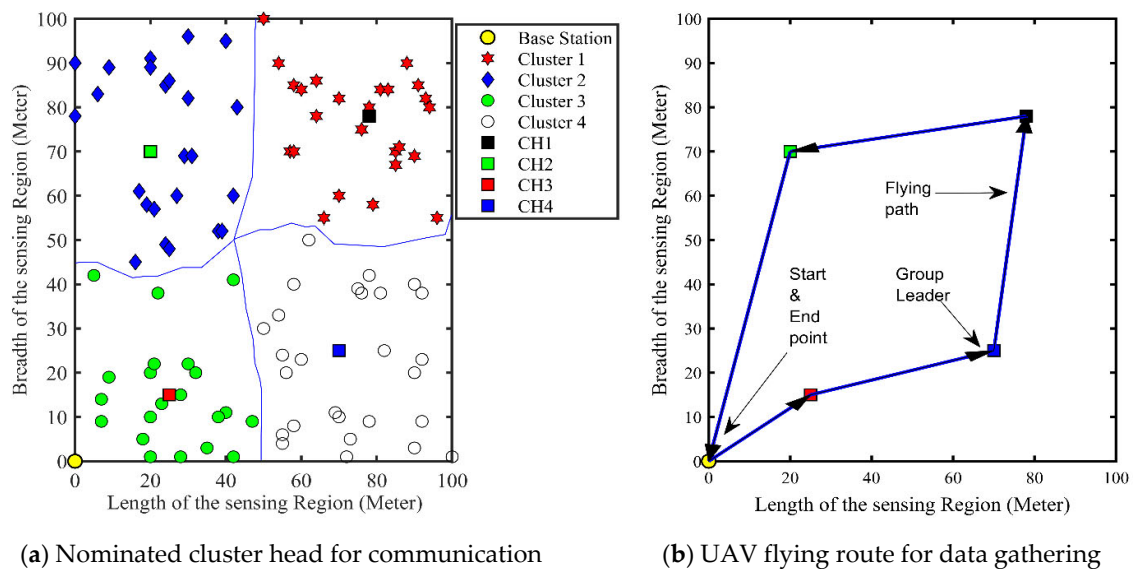 100
90
80
70
60
50
40
30
20
10
0
0
20
40
60
80
100
Breadth of the sensing Region (Meter)
Length of the sensing Region (Meter)
Base Station
Cluster 1
Cluster 2
Cluster 3
Cluster 4
CH1
CH2
CH3
CH4
(a) Nominated cluster head for communication
100
90
80
70
60
50
40
30
20
10
0
0
20
40
60
80
100
Breadth of the sensing Region (Meter)
Length of the sensing Region (Meter)
Flying
path
Start
&
End
point
Group
Leader
(b) UAV flying route for data gathering